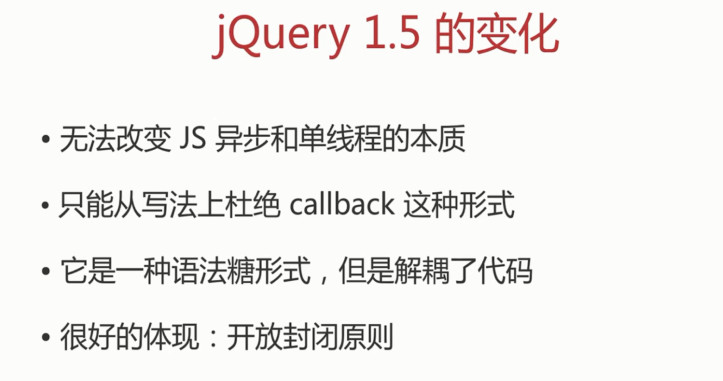 jQuery 1.5 的变化
• 无法改变 JS 异步和单线程的本质
• 只能从写法上杜绝 callback 这种形式
• 它是一种语法糖形式，但是解耦了代码
• 很好的体现：开放封闭原则